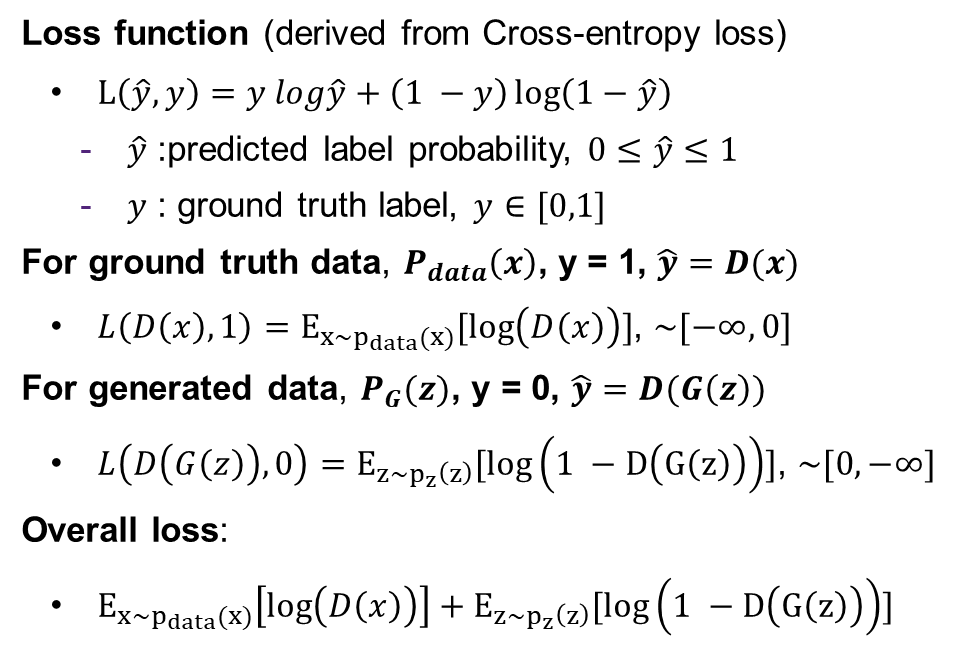 Loss function (derived from Cross-entropy loss)
• L(ŷ, y) = y logŷ + (1 − y) log(1 − ŷ)
- ŷ :predicted label probability, 0 ≤ ŷ ≤ 1
- y : ground truth label, y ∈ [0,1]
For ground truth data, P_data(x), y = 1, ŷ = D(x)
• L(D(x), 1) = E_x~p_data(x)[log(D(x))], ~[−∞, 0]
For generated data, P_G(z), y = 0, ŷ = D(G(z))
• L(D(G(z)), 0) = E_z~p_z(z)[log(1 − D(G(z)))], ~[0, −∞]
Overall loss:
• E_x~p_data(x)[log(D(x))] + E_z~p_z(z)[log(1 − D(G(z)))]